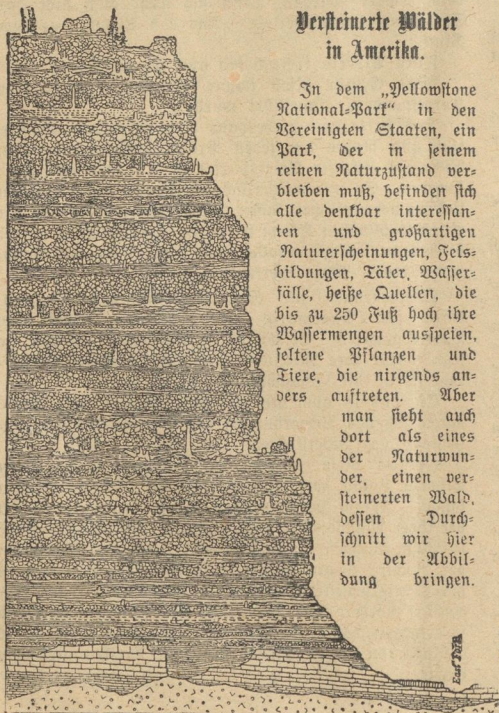 Versteinerte Wälder
in Amerika.
In dem „Yellowstone
National-Park“ in den
Vereinigten Staaten, ein
Park, der in seinem
reinen Naturzustand ver-
bleiben muß, befinden sich
alle denkbar interessan-
ten und großartigen
Naturerscheinungen, Fels-
bildungen, Täler, Wasser-
fälle, heiße Quellen, die
bis zu 250 Fuß hoch ihre
Wassermengen ausspeien,
seltene Pflanzen und
Tiere, die nirgends an-
ders auftreten. Aber
man sieht auch
dort als eines
der Naturwun-
der, einen ver-
steinerten Wald,
dessen Durch-
schnitt wir hier
in der Abbil-
dung bringen.